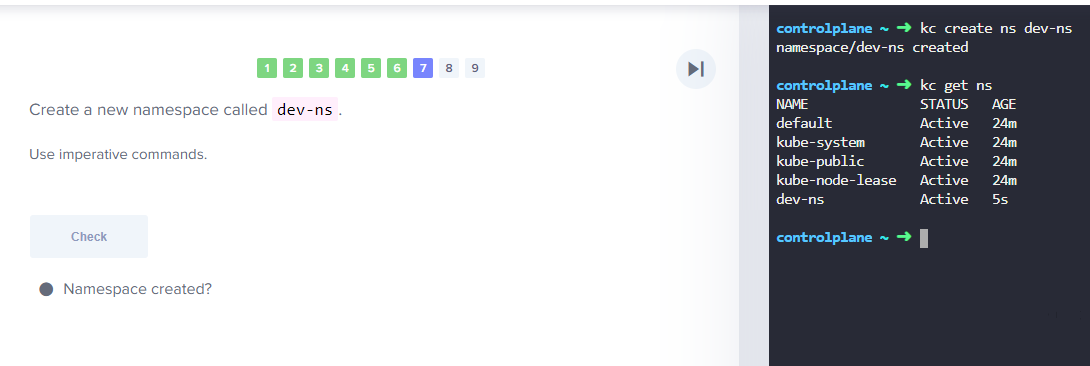 1 2 3 4 5 6 7 8 9
Create a new namespace called dev-ns.
Use imperative commands.
Check
Namespace created?
controlplane ~ ➜ kc create ns dev-ns
namespace/dev-ns created
controlplane ~ ➜ kc get ns
NAME STATUS AGE
default Active 24m
kube-system Active 24m
kube-public Active 24m
kube-node-lease Active 24m
dev-ns Active 5s
controlplane ~ ➜